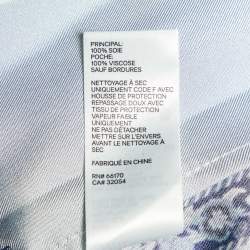 PRINCIPAL:
100% SOIE
POCHE:
100% VISCOSE
SAUF BORDURES
NETTOYAGE À SEC
UNIQUEMENT CODE F AVEC
HOUSSE DE PROTECTION
REPASSAGE DOUX AVEC
TISSU DE PROTECTION
VAPEUR FAIBLE
UNIQUEMENT
NE PAS DÉTACHER
METTRE SUR L'ENVERS
AVANT LE NETTOYAGE À
SEC
FABRIQUÉ EN CHINE
RN# 66170
CA# 32054